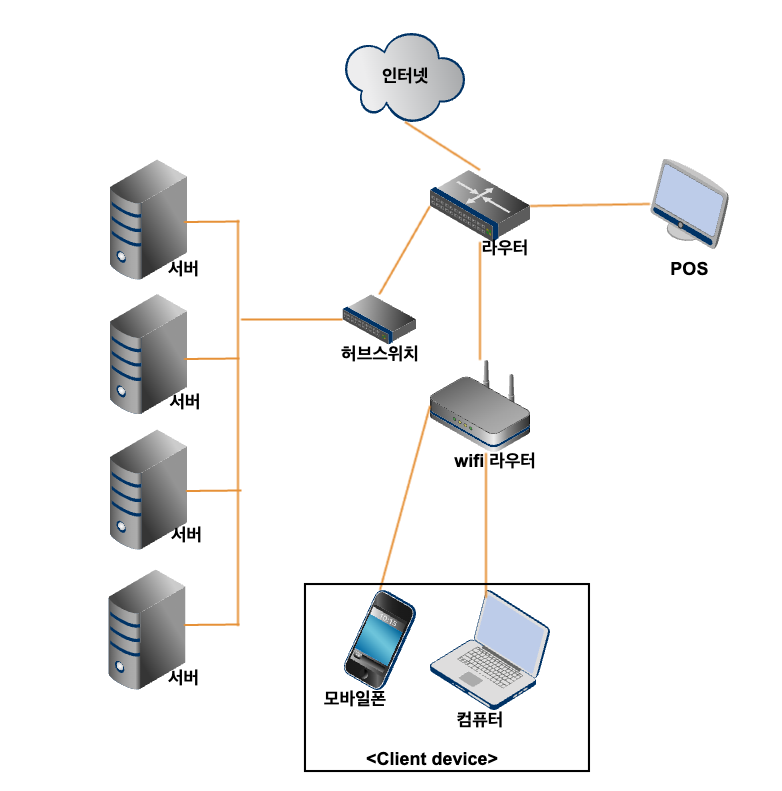 인터넷
서버
라우터
POS
허브스위치
서버
wifi 라우터
서버
10:15
서버
모바일폰
컴퓨터
<Client device>